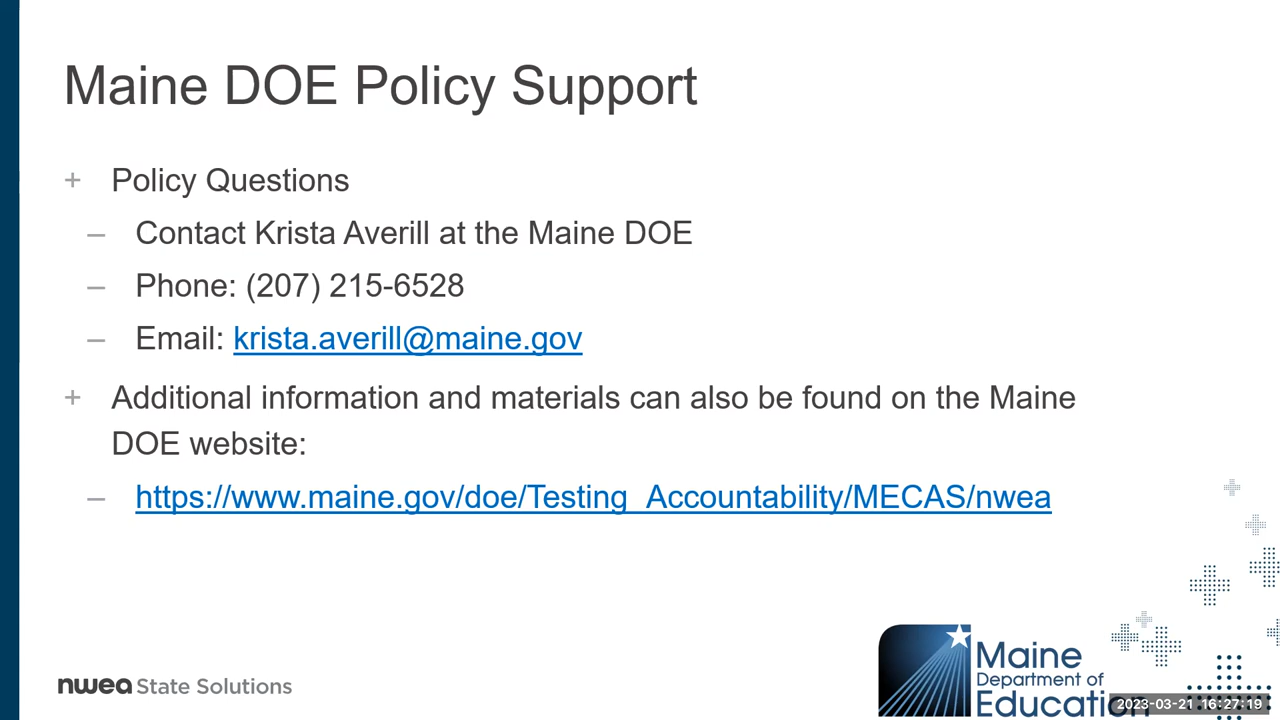 Maine DOE Policy Support
+ Policy Questions
– Contact Krista Averill at the Maine DOE
– Phone: (207) 215-6528
– Email: krista.averill@maine.gov
+ Additional information and materials can also be found on the Maine
DOE website:
– https://www.maine.gov/doe/Testing_Accountability/MECAS/nwea
nwea State Solutions
Maine
Department of
Education
2023-03-21 16:27:19